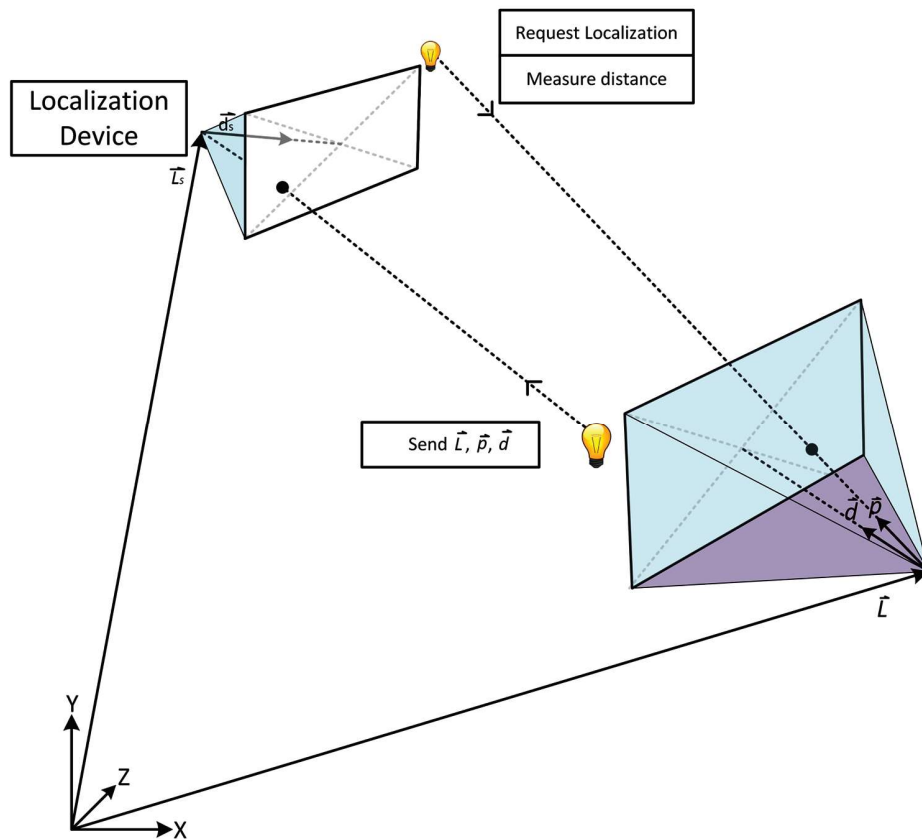 Request Localization
Measure distance
Localization
Device
d⃗s
L⃗s
Send L⃗, p⃗, d⃗
d⃗ p⃗
L⃗
Y
Z
X